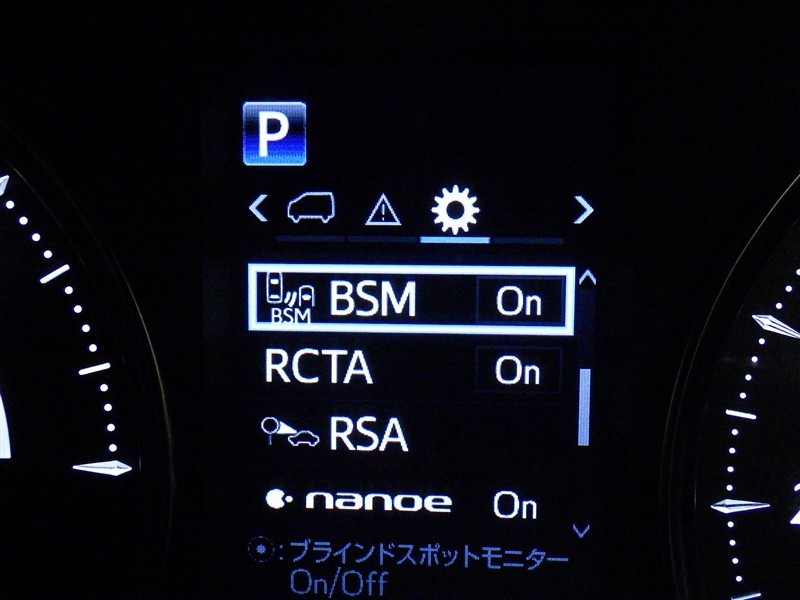 P
BSM BSM On
RCTA On
RSA
nanoe On
:ブラインドスポットモニター
On/Off